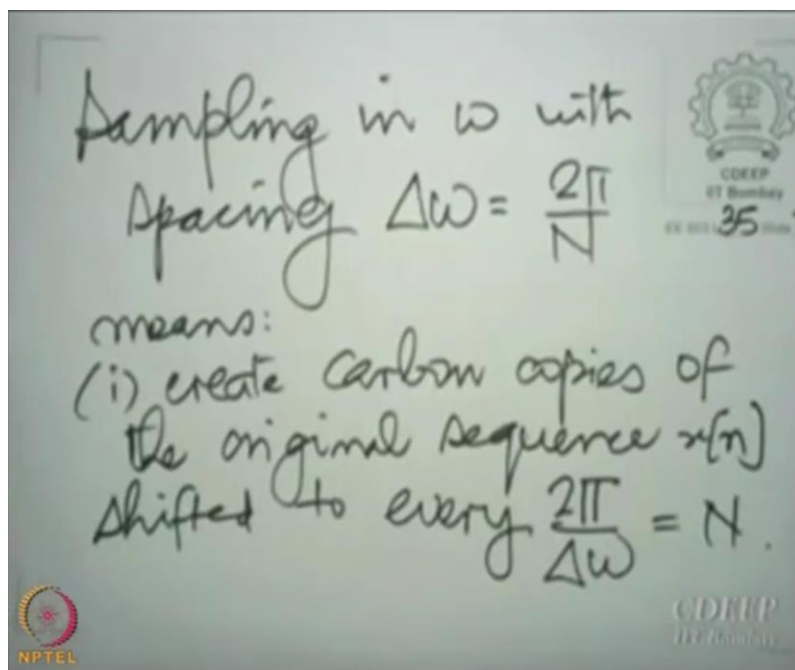 Sampling in ω with
spacing Δω = 2π/N
means:
(i) create carbon copies of
the original sequence x[n]
shifted to every 2π/Δω = N.
CDEEP
IIT Bombay
35
NPTEL
CDEEP
IIT Bombay